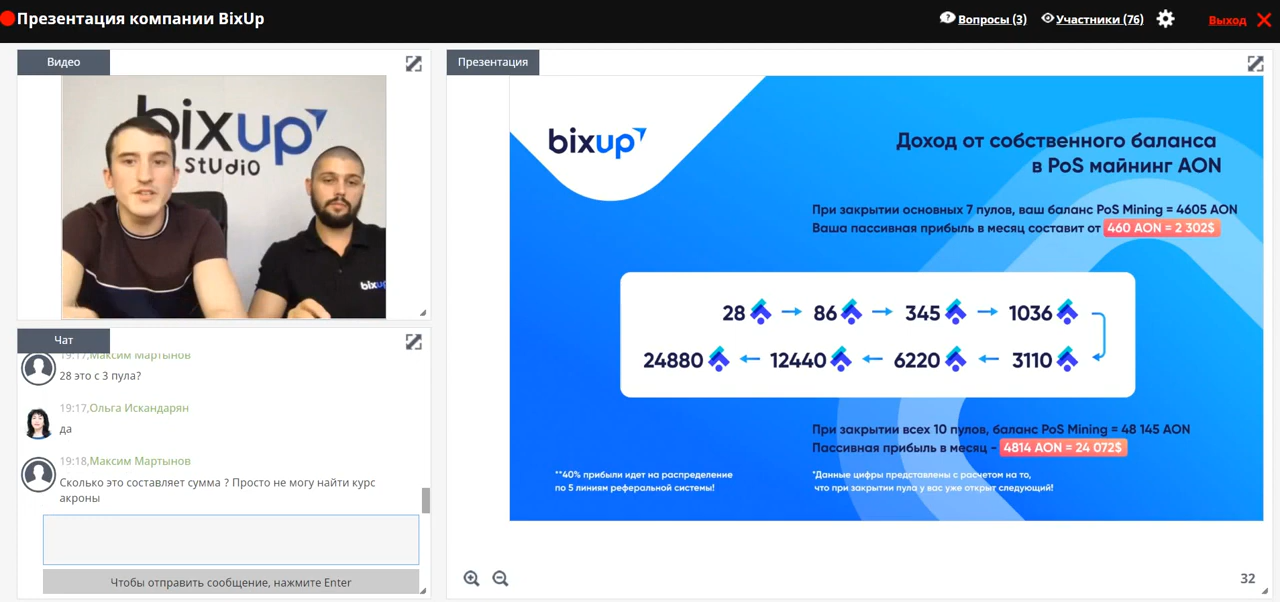 Презентация компании BixUp
Вопросы (3)
Участники (76)
Выход
Видео
bixup
STUDIO
bixup
Чат
19:17,Максим Мартынов
28 это с 3 пула?
19:17,Ольга Искандарян
да
19:18,Максим Мартынов
Сколько это составляет сумма ? Просто не могу найти курс
акроны
Чтобы отправить сообщение, нажмите Enter
Презентация
bixup
Доход от собственного баланса
в PoS майнинг AON
При закрытии основных 7 пулов, ваш баланс PoS Mining = 4605 AON
Ваша пассивная прибыль в месяц составит от 460 AON = 2 302$
28 → 86 → 345 → 1036
24880 ← 12440 ← 6220 ← 3110
При закрытии всех 10 пулов, баланс PoS Mining = 48 145 AON
Пассивная прибыль в месяц - 4814 AON = 24 072$
**40% прибыли идет на распределение
по 5 линиям реферальной системы!
*Данные цифры представлены с расчетом на то,
что при закрытии пула у вас уже открыт следующий!
32